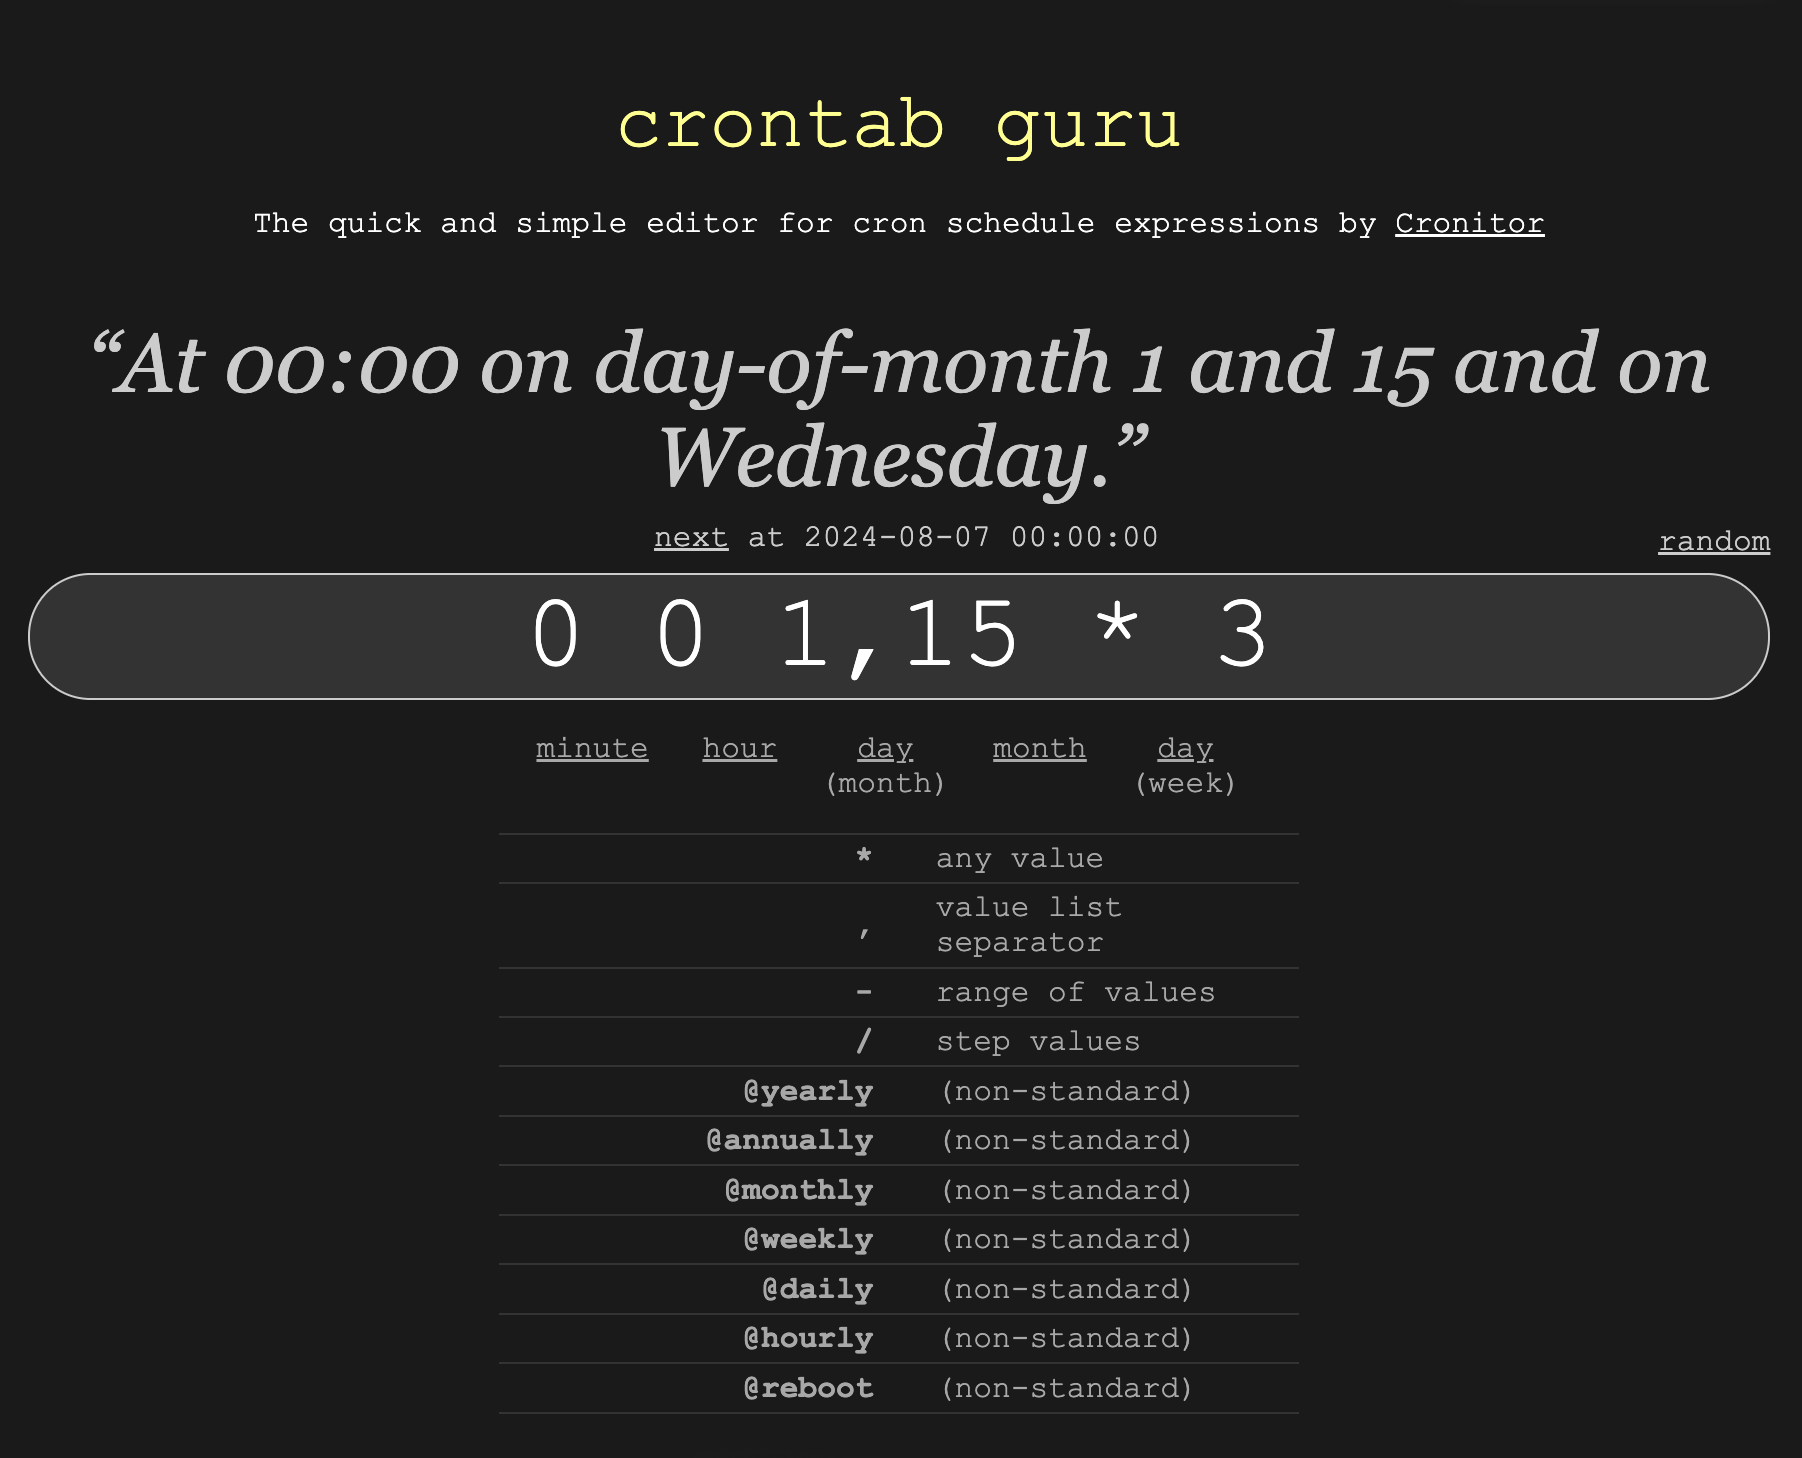 crontab guru
The quick and simple editor for cron schedule expressions by Cronitor
“At 00:00 on day-of-month 1 and 15 and on
Wednesday.”
next at 2024-08-07 00:00:00
random
0 0 1,15 * 3
minute hour day month day
(month) (week)
* any value
, value list
separator
- range of values
/ step values
@yearly (non-standard)
@annually (non-standard)
@monthly (non-standard)
@weekly (non-standard)
@daily (non-standard)
@hourly (non-standard)
@reboot (non-standard)